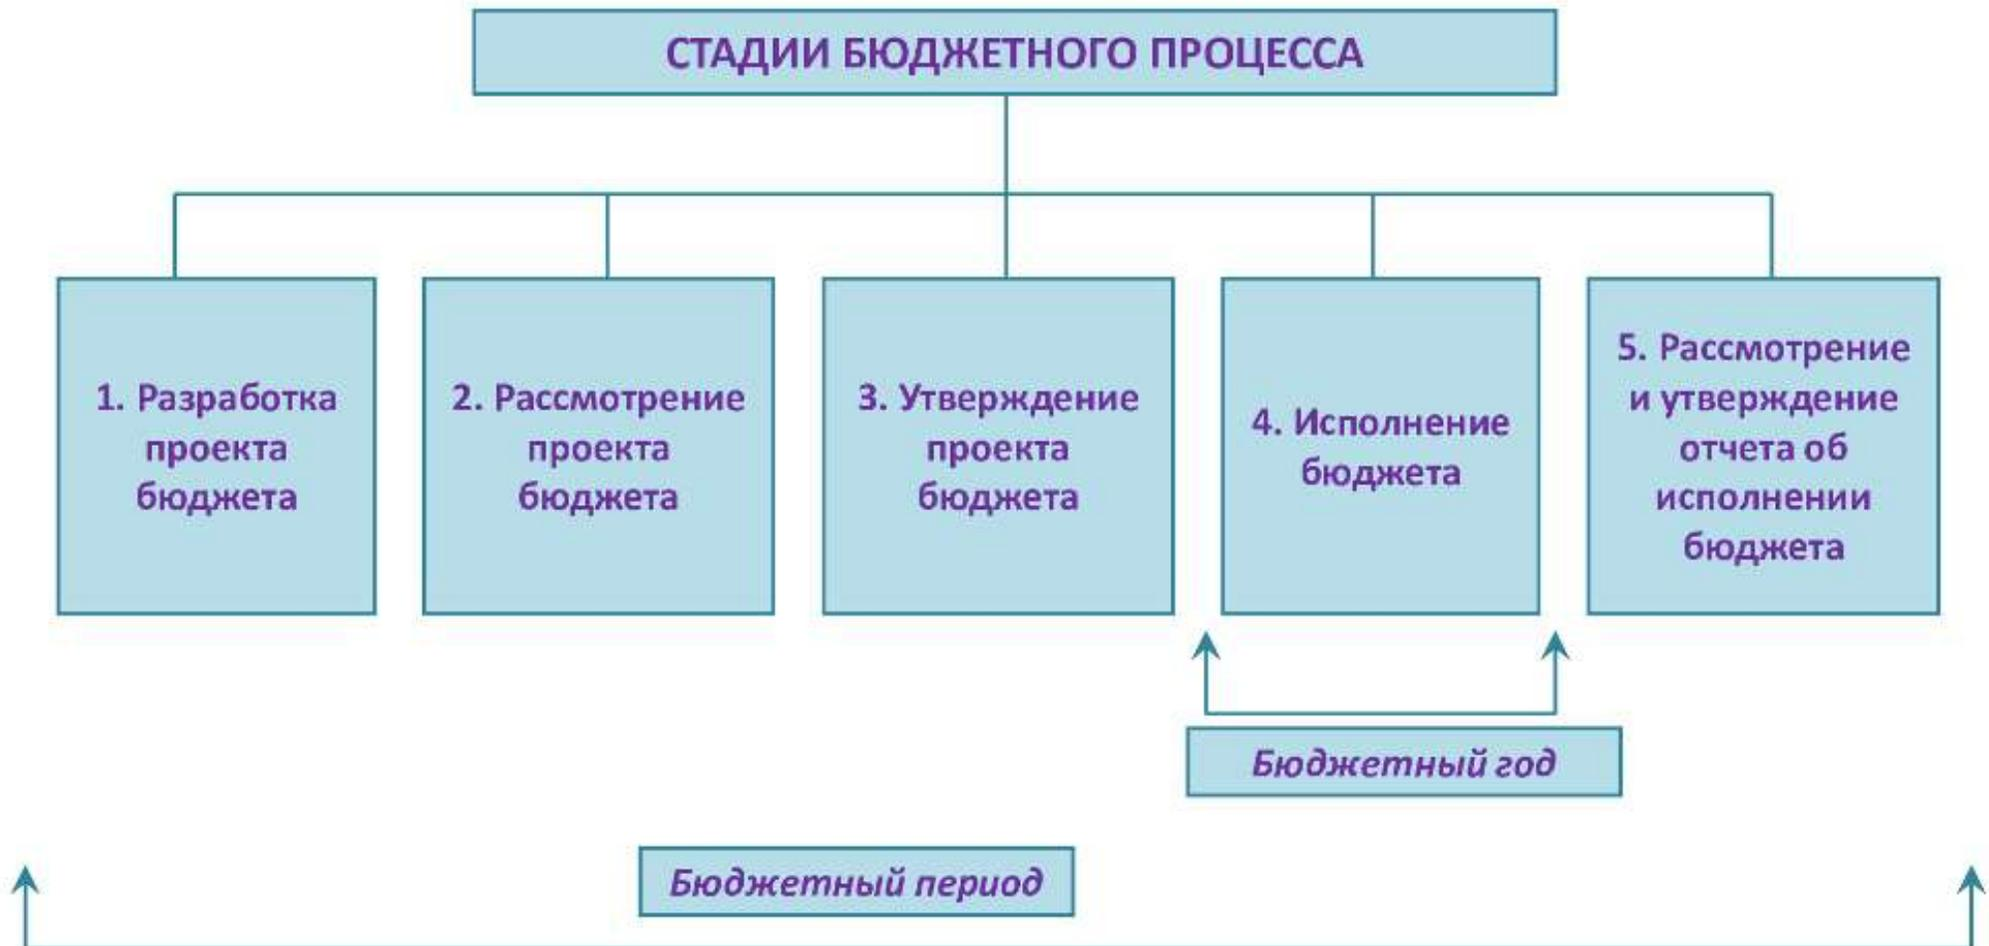 СТАДИИ БЮДЖЕТНОГО ПРОЦЕССА
1. Разработка
проекта
бюджета
2. Рассмотрение
проекта
бюджета
3. Утверждение
проекта
бюджета
4. Исполнение
бюджета
5. Рассмотрение
и утверждение
отчета об
исполнении
бюджета
Бюджетный год
Бюджетный период